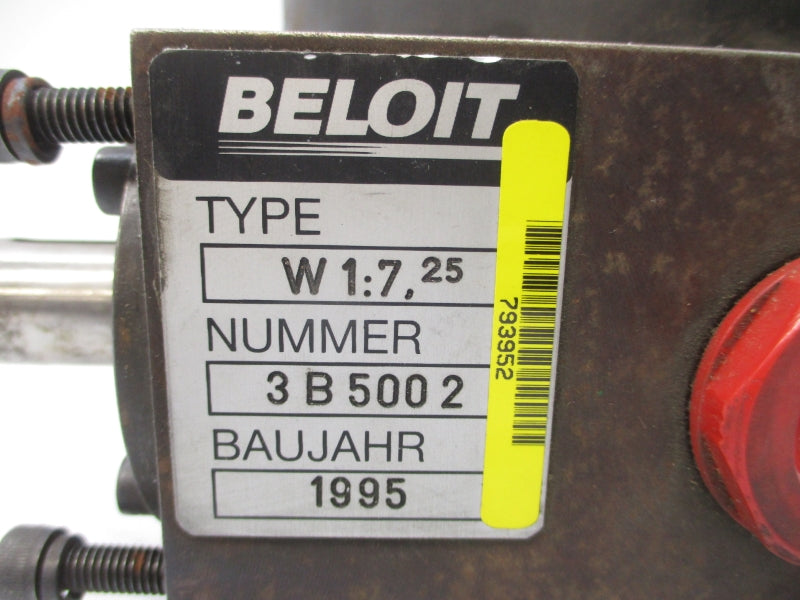 BELOIT
TYPE
W 1:7,25
NUMMER
3 B 500 2
BAUJAHR
1995
793952